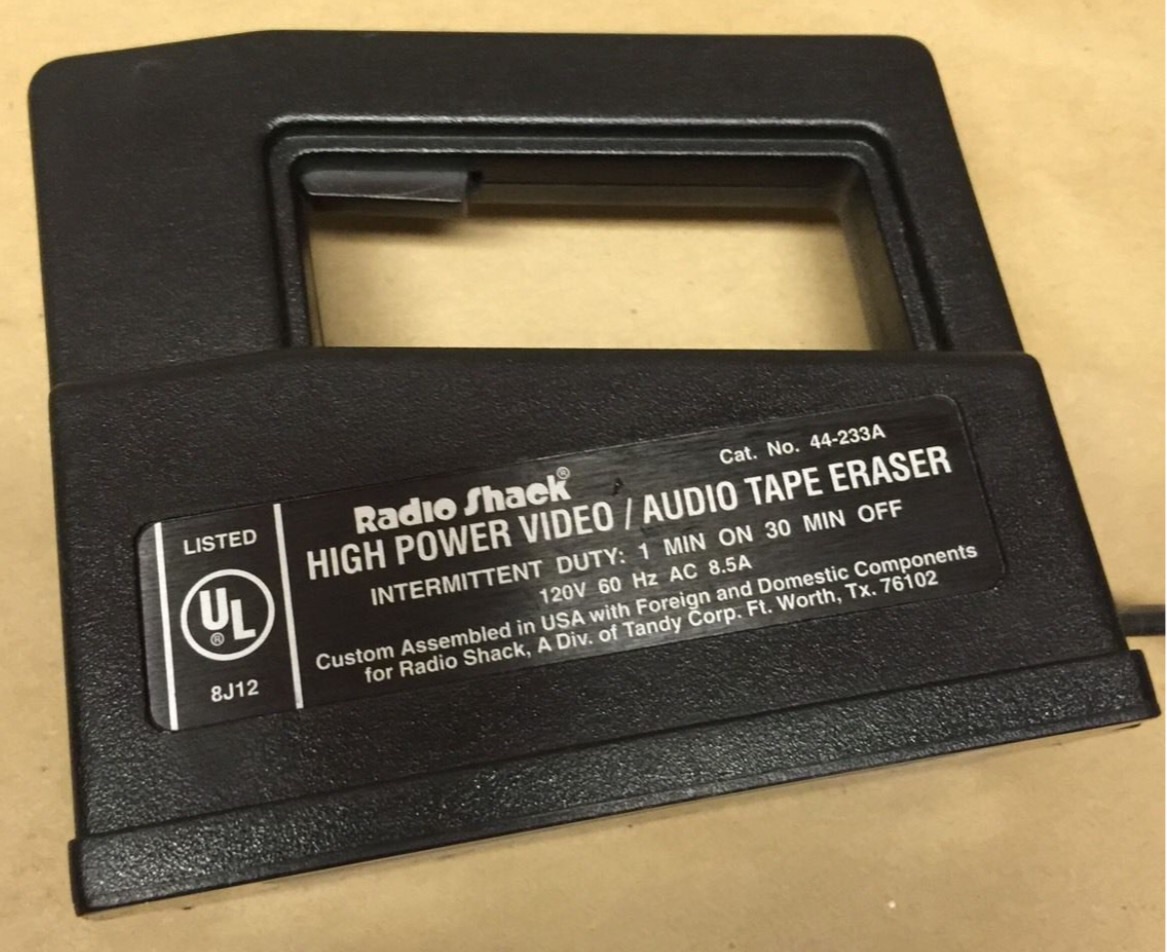 LISTED
UL®
8J12
Cat. No. 44-233A
Radio Shack®
HIGH POWER VIDEO / AUDIO TAPE ERASER
INTERMITTENT DUTY: 1 MIN ON 30 MIN OFF
120V 60 Hz AC 8.5A
Custom Assembled in USA with Foreign and Domestic Components
for Radio Shack, A Div. of Tandy Corp. Ft. Worth, Tx. 76102